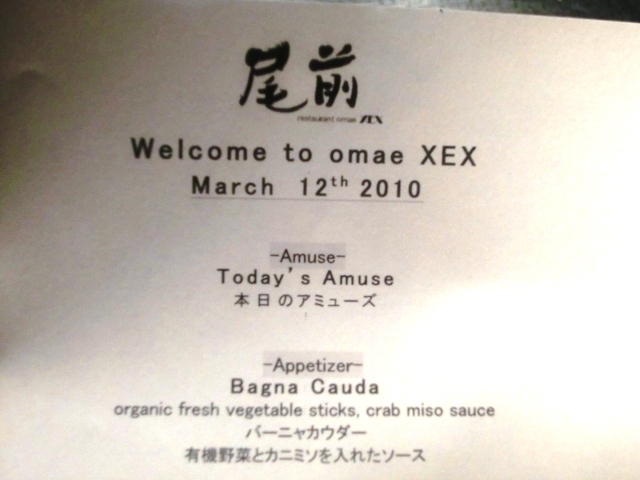 尾前
restaurant omae XEX
Welcome to omae XEX
March 12th 2010
-Amuse-
Today's Amuse
本日のアミューズ
-Appetizer-
Bagna Cauda
organic fresh vegetable sticks, crab miso sauce
バーニャカウダー
有機野菜とカニミソを入れたソース